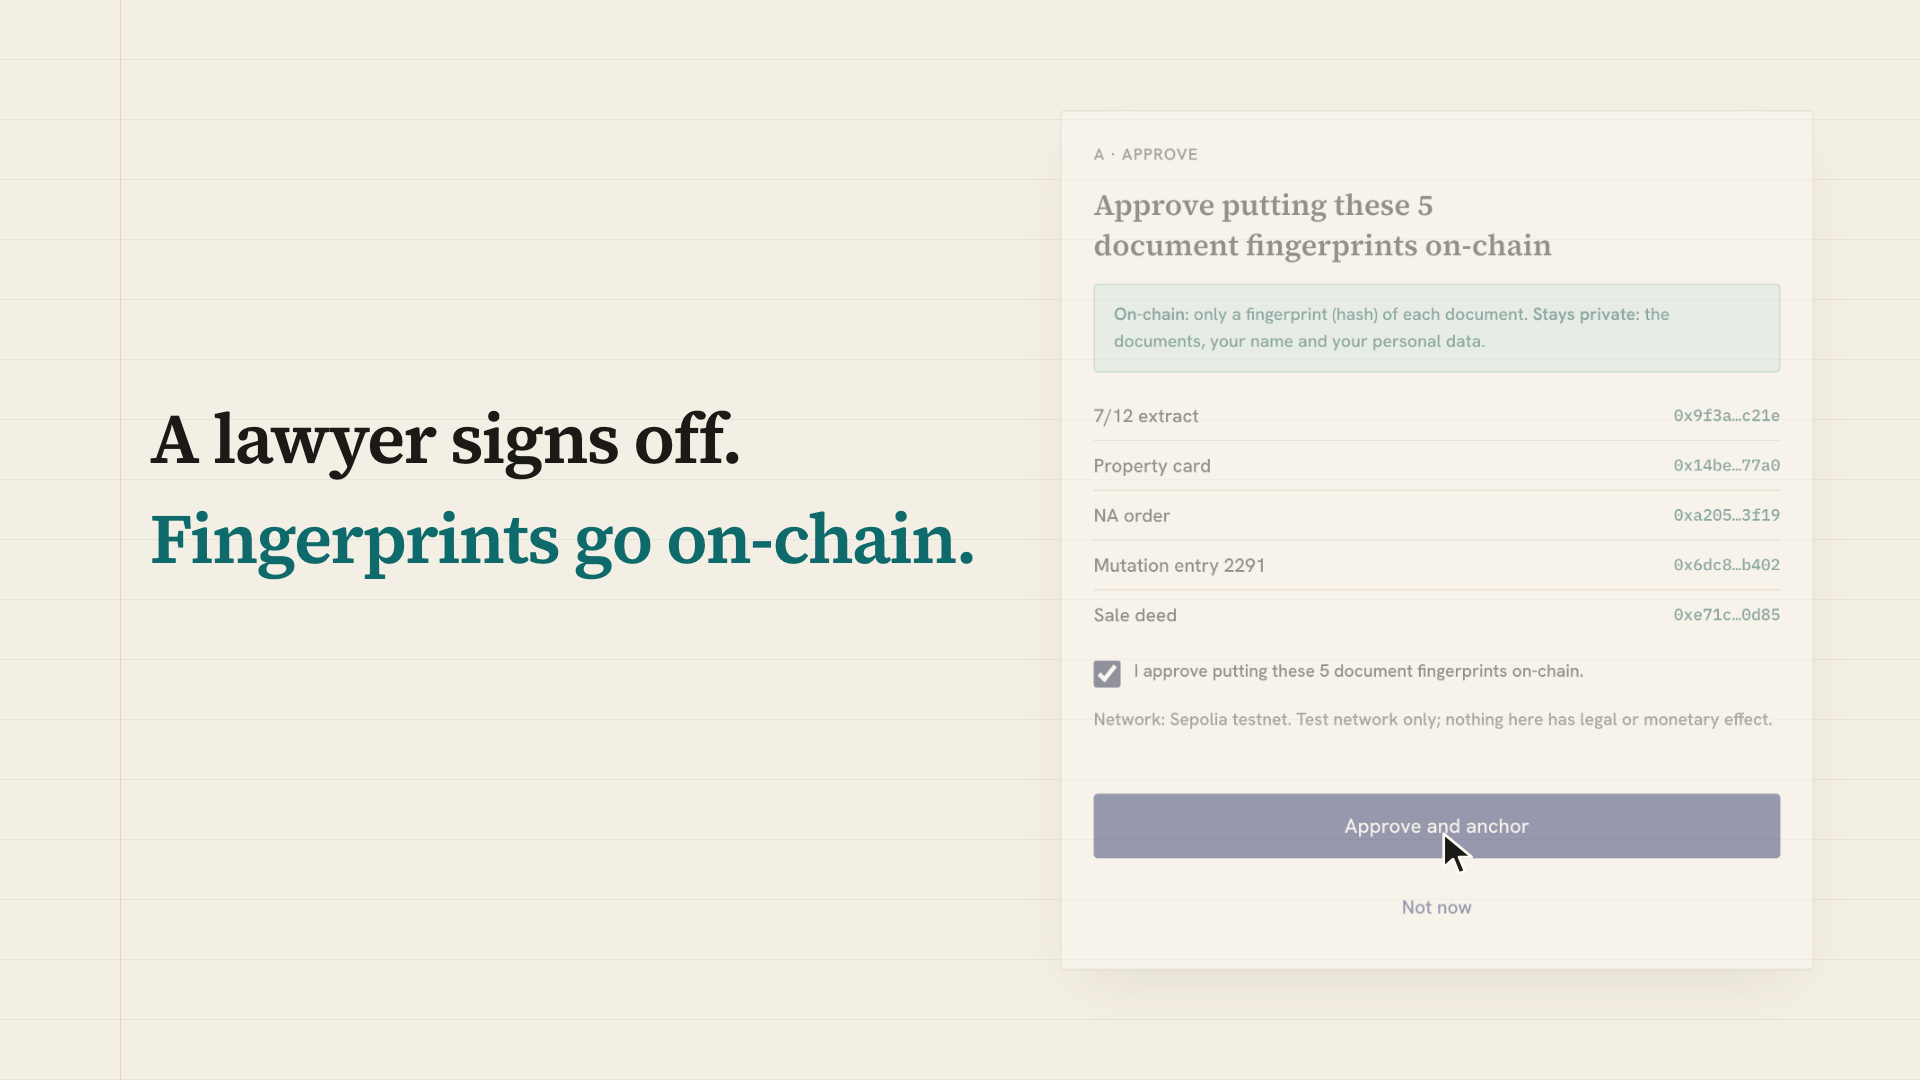 A lawyer signs off.
Fingerprints go on-chain.
A · APPROVE
Approve putting these 5
document fingerprints on-chain
On-chain: only a fingerprint (hash) of each document. Stays private: the
documents, your name and your personal data.
7/12 extract 0x9f3a…c21e
Property card 0x14be…77a0
NA order 0xa205…3f19
Mutation entry 2291 0x6dc8…b402
Sale deed 0xe71c…0d85
I approve putting these 5 document fingerprints on-chain.
Network: Sepolia testnet. Test network only; nothing here has legal or monetary effect.
Approve and anchor
Not now